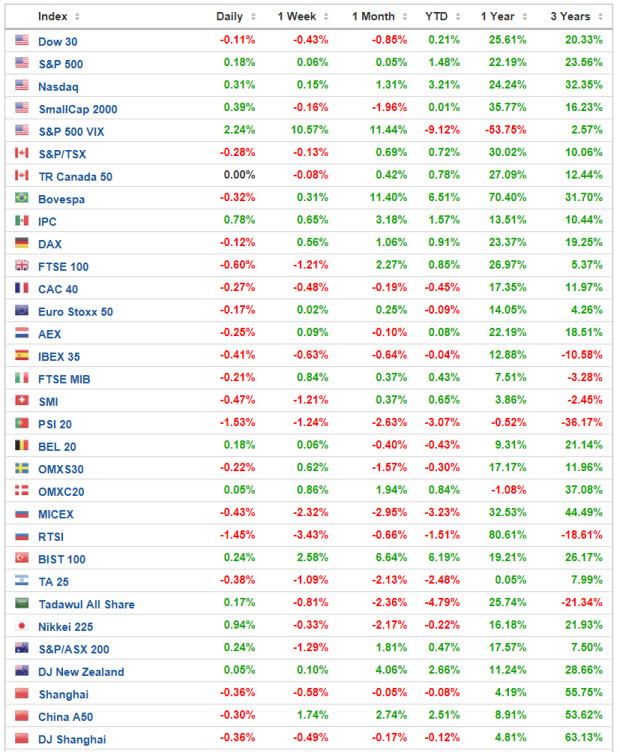 Index Daily 1 Week 1 Month YTD 1 Year 3 Years
Dow 30 -0.11% -0.43% -0.85% 0.21% 25.61% 20.33%
S&P 500 0.18% 0.06% 0.05% 1.48% 22.19% 23.56%
Nasdaq 0.31% 0.15% 1.31% 3.21% 24.24% 32.35%
SmallCap 2000 0.39% -0.16% -1.96% 0.01% 35.77% 16.23%
S&P 500 VIX 2.24% 10.57% 11.44% -9.12% -53.75% 2.57%
S&P/TSX -0.28% -0.13% 0.69% 0.72% 30.02% 10.06%
TR Canada 50 0.00% -0.08% 0.42% 0.78% 27.09% 12.44%
Bovespa -0.32% 0.31% 11.40% 6.51% 70.40% 31.70%
IPC 0.78% 0.65% 3.18% 1.57% 13.51% 10.44%
DAX -0.12% 0.56% 1.06% 0.91% 23.37% 19.25%
FTSE 100 -0.60% -1.21% 2.27% 0.85% 26.97% 5.37%
CAC 40 -0.27% -0.48% -0.19% -0.45% 17.35% 11.97%
Euro Stoxx 50 -0.17% 0.02% 0.25% -0.09% 14.05% 4.26%
AEX -0.25% 0.09% -0.10% 0.08% 22.19% 18.51%
IBEX 35 -0.41% -0.63% -0.64% -0.04% 12.88% -10.58%
FTSE MIB -0.21% 0.84% 0.37% 0.43% 7.51% -3.28%
SMI -0.47% -1.21% 0.37% 0.65% 3.86% -2.45%
PSI 20 -1.53% -1.24% -2.63% -3.07% -0.52% -36.17%
BEL 20 0.18% 0.06% -0.40% -0.43% 9.31% 21.14%
OMXS30 -0.22% 0.62% -1.57% -0.30% 17.17% 11.96%
OMXC20 0.05% 0.86% 1.94% 0.84% -1.08% 37.08%
MICEX -0.43% -2.32% -2.95% -3.23% 32.53% 44.49%
RTSI -1.45% -3.43% -0.66% -1.51% 80.61% -18.61%
BIST 100 0.24% 2.58% 6.64% 6.19% 19.21% 26.17%
TA 25 -0.38% -1.09% -2.13% -2.48% 0.05% 7.99%
Tadawul All Share 0.17% -0.81% -2.36% -4.79% 25.74% -21.34%
Nikkei 225 0.94% -0.33% -2.17% -0.22% 16.18% 21.93%
S&P/ASX 200 0.24% -1.29% 1.81% 0.47% 17.57% 7.50%
DJ New Zealand 0.05% 0.10% 4.06% 2.66% 11.24% 28.66%
Shanghai -0.36% -0.58% -0.05% -0.08% 4.19% 55.75%
China A50 -0.30% 1.74% 2.74% 2.51% 8.91% 53.62%
DJ Shanghai -0.36% -0.49% -0.17% -0.12% 4.81% 63.13%